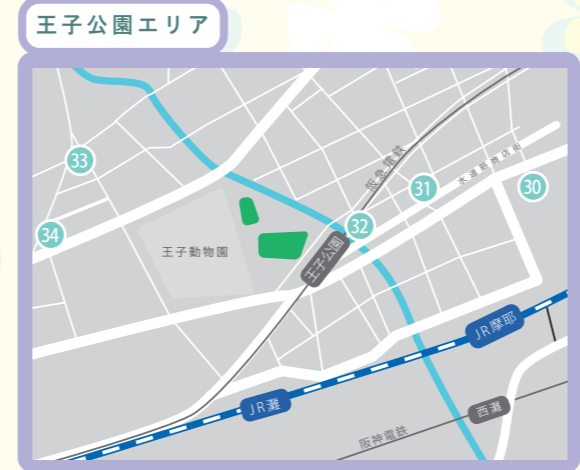 王子公園エリア
阪急電鉄
水道筋商店街
33
31
30
32
34
王子動物園
王子公園
JR摩耶
JR灘
西灘
阪神電鉄